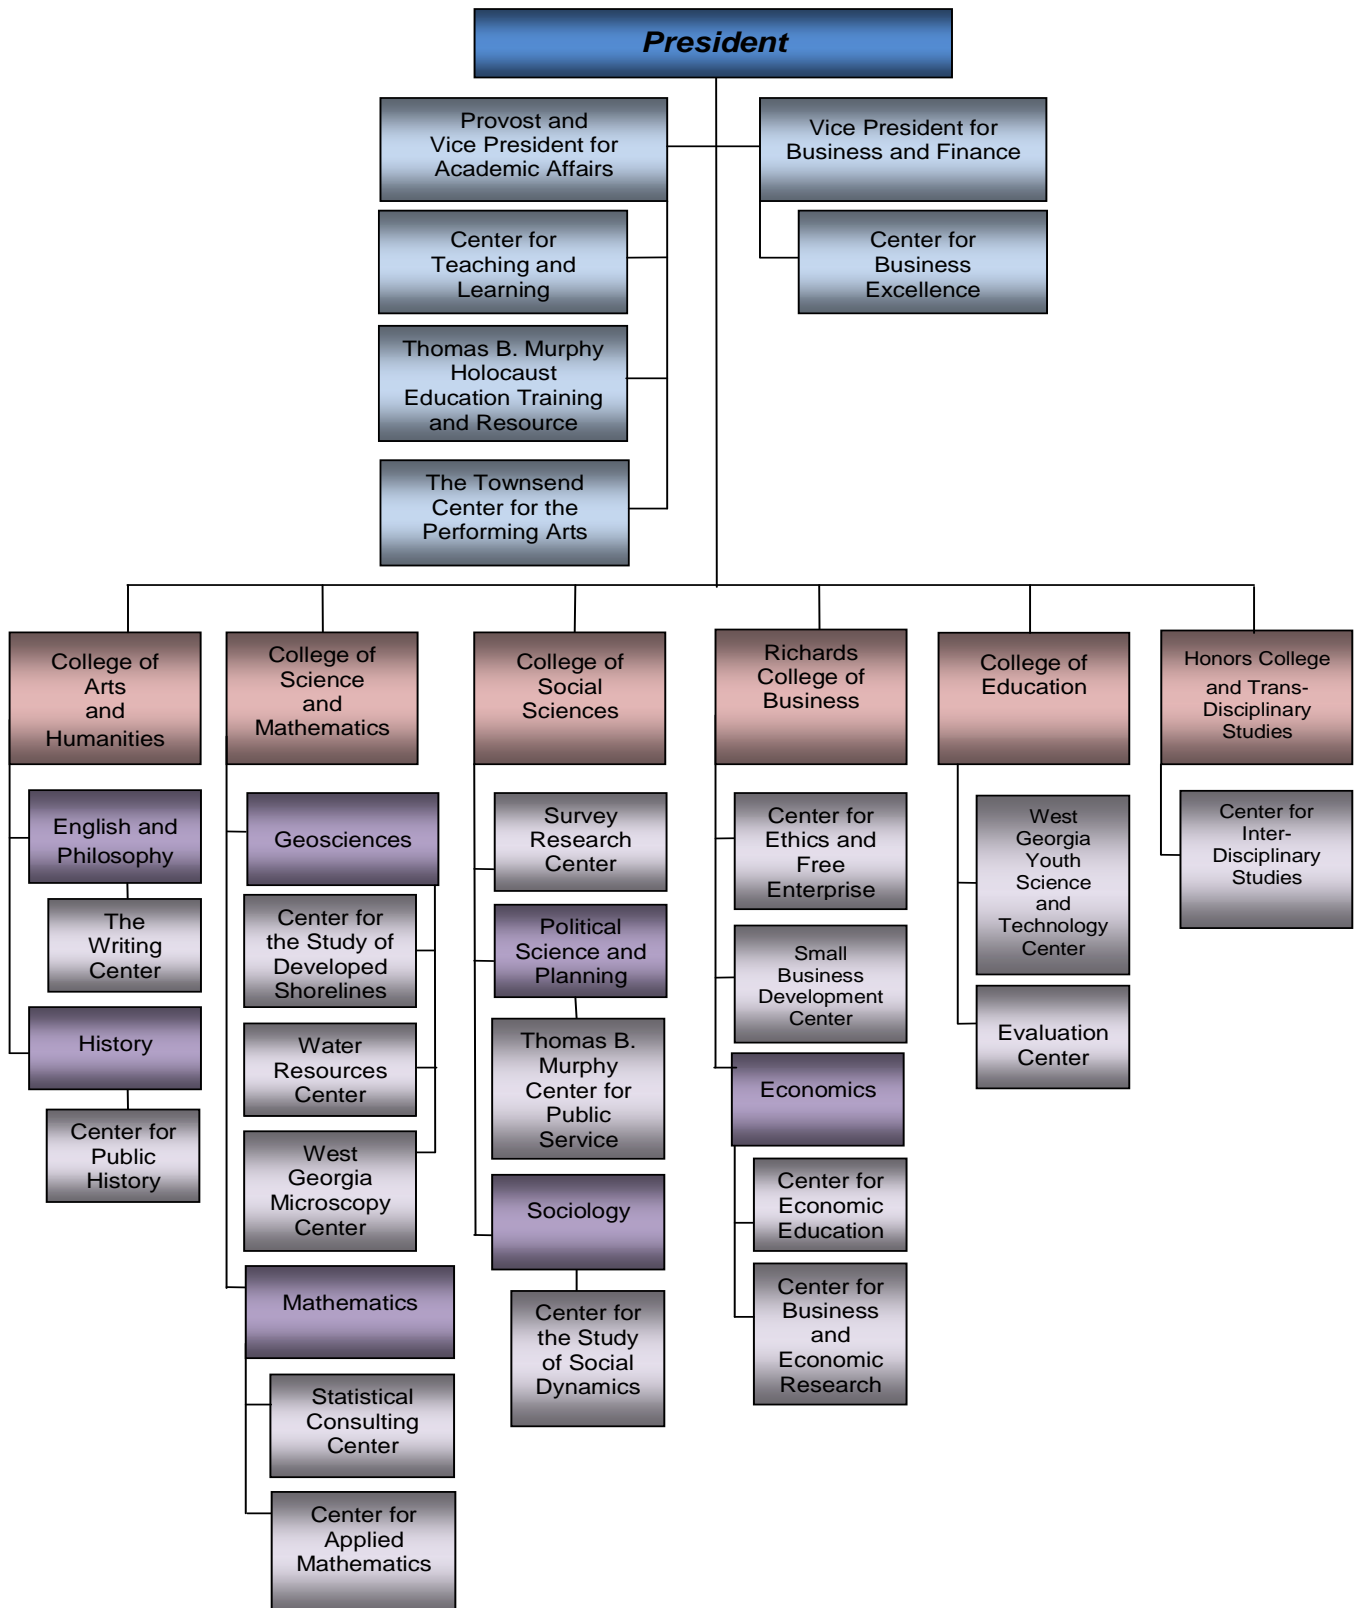 President
Provost and
Vice President for
Academic Affairs
Vice President for
Business and Finance
Center for
Teaching and
Learning
Center for
Business
Excellence
Thomas B. Murphy
Holocaust
Education Training
and Resource
The Townsend
Center for the
Performing Arts
College of
Arts
and
Humanities
English and
Philosophy
The
Writing
Center
History
Center for
Public
History
College of
Science
and
Mathematics
Geosciences
Center for
the Study of
Developed
Shorelines
Water
Resources
Center
West
Georgia
Microscopy
Center
Mathematics
Statistical
Consulting
Center
Center for
Applied
Mathematics
College of
Social
Sciences
Survey
Research
Center
Political
Science and
Planning
Thomas B.
Murphy
Center for
Public
Service
Sociology
Center for
the Study
of Social
Dynamics
Richards
College of
Business
Center for
Ethics and
Free
Enterprise
Small
Business
Development
Center
Economics
Center for
Economic
Education
Center for
Business
and
Economic
Research
College of
Education
West
Georgia
Youth
Science
and
Technology
Center
Evaluation
Center
Honors College
and Trans-
Disciplinary
Studies
Center for
Inter-
Disciplinary
Studies